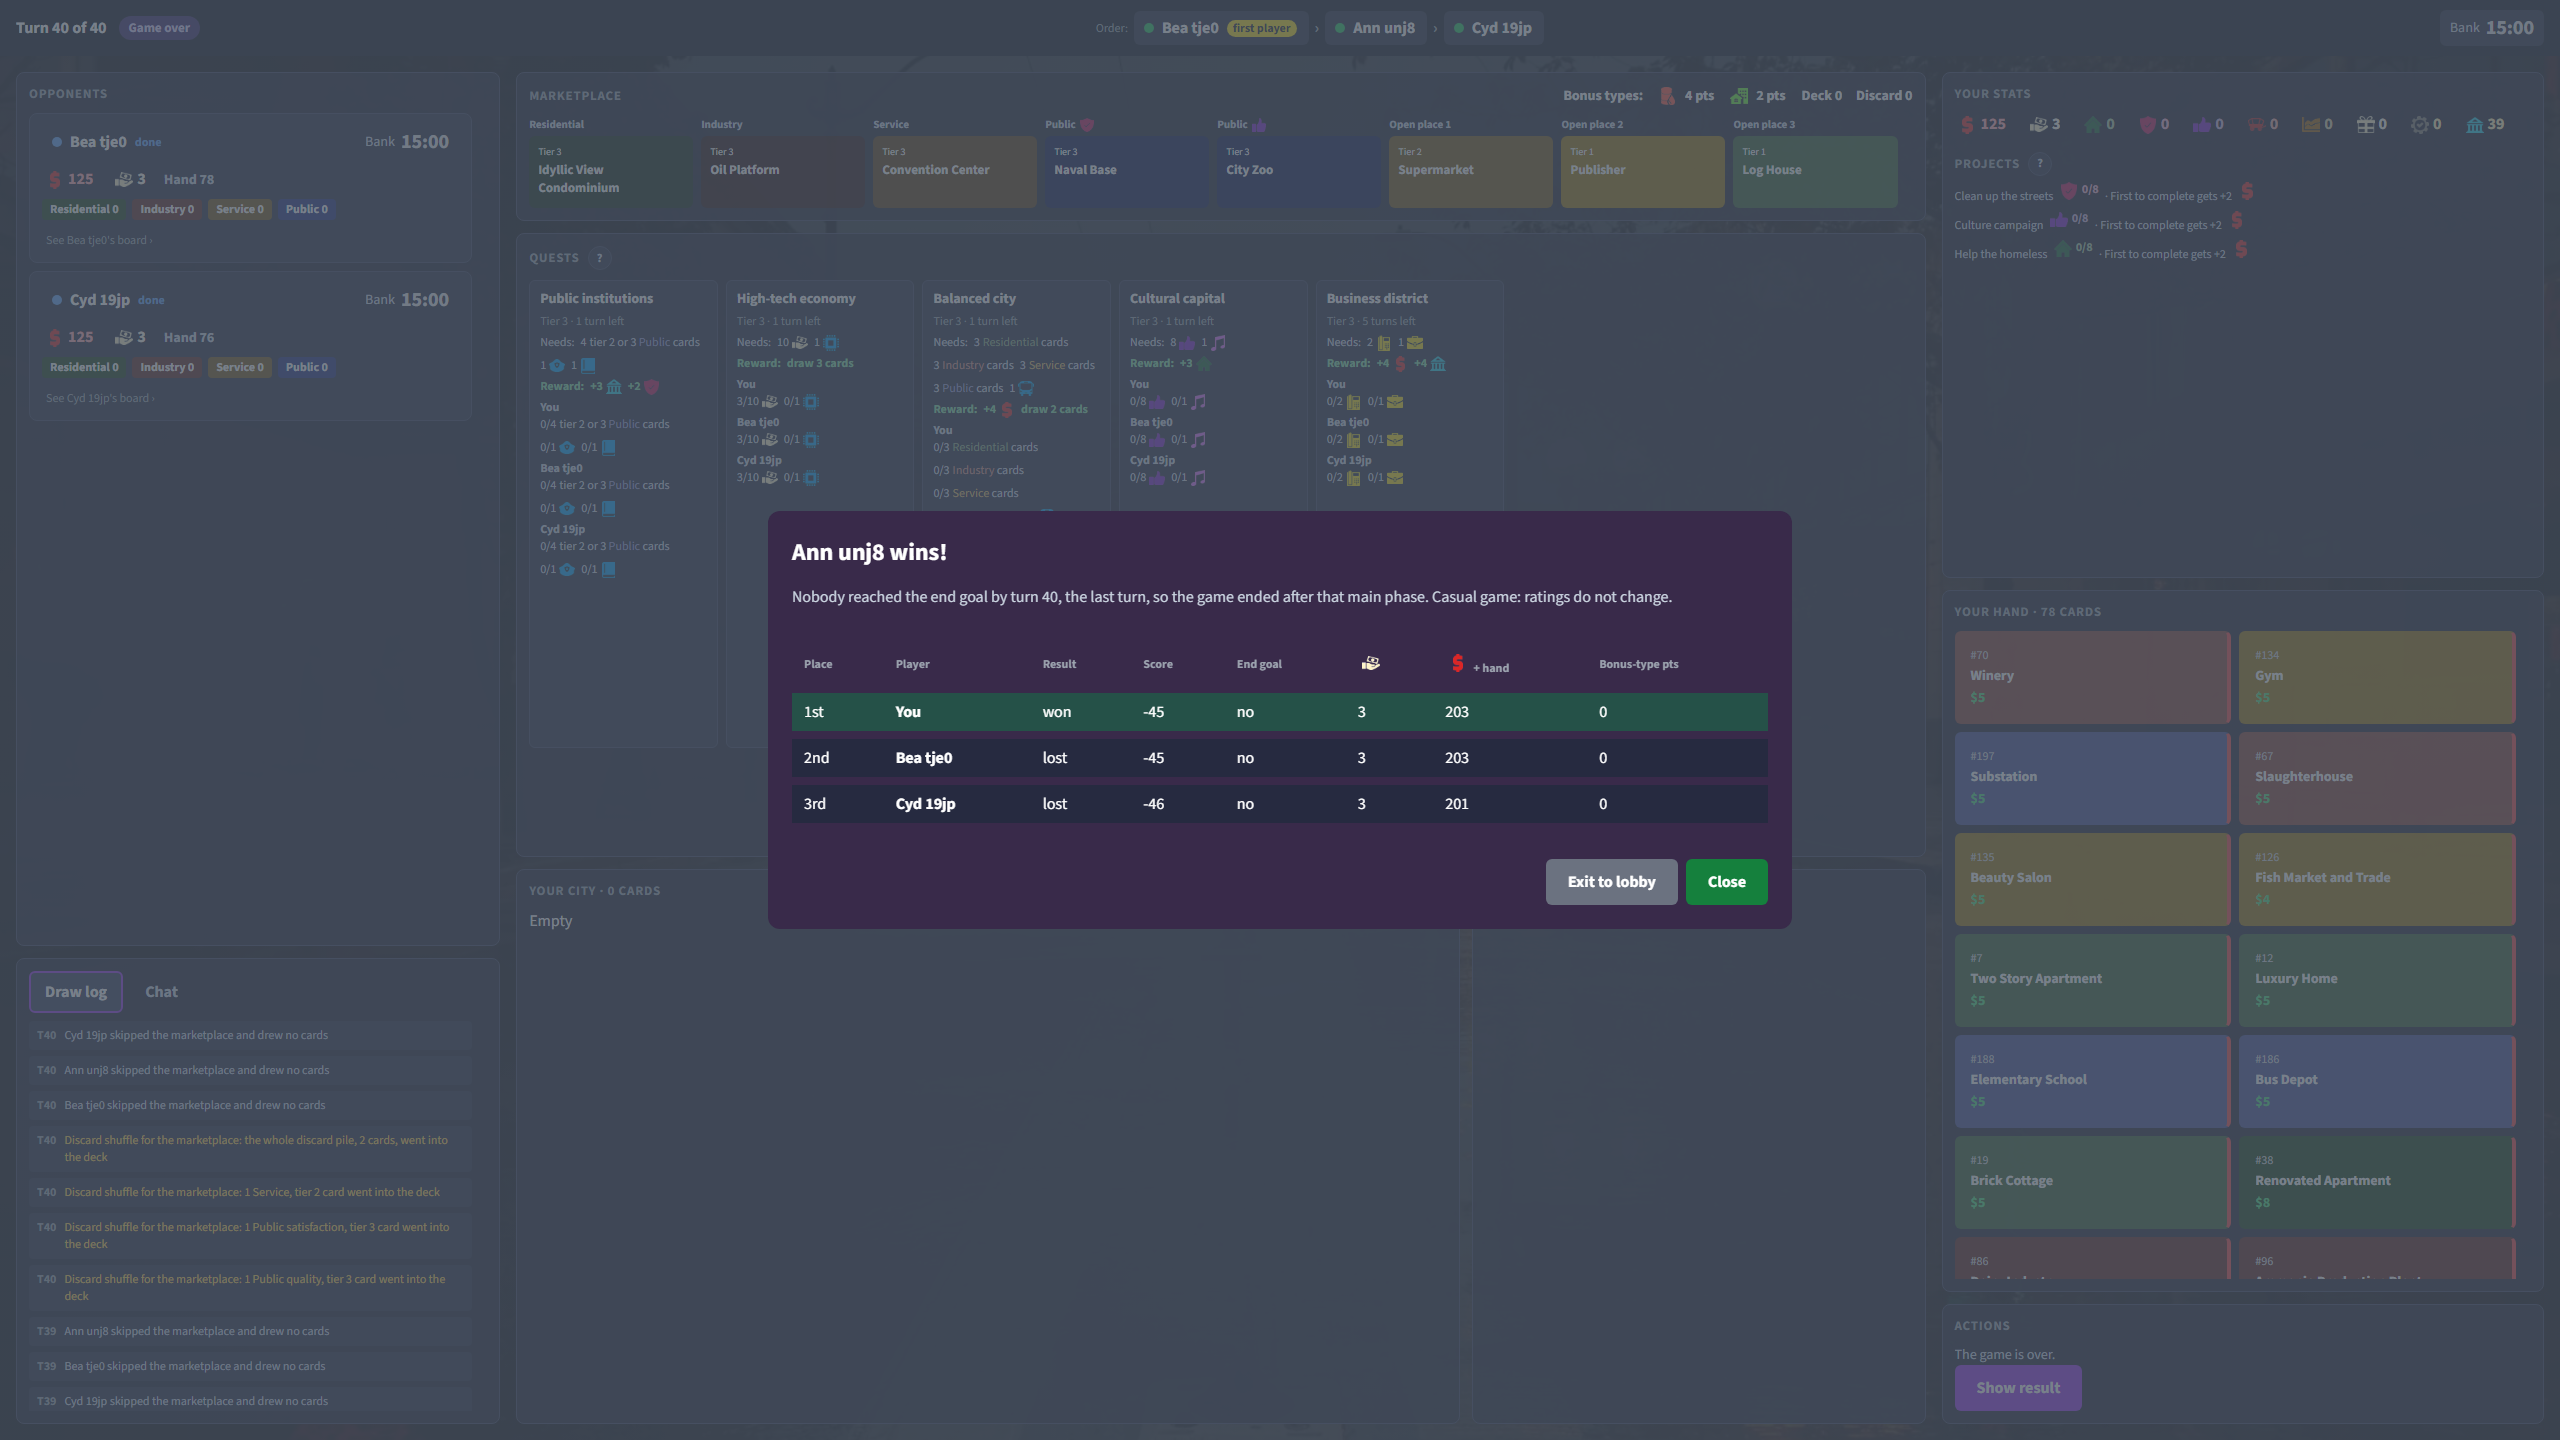 Turn 40 of 40 Game over
Order: Bea tje0 first player › Ann unj8 › Cyd 19jp
Bank 15:00
OPPONENTS
Bea tje0 done Bank 15:00
125 3 Hand 78
Residential 0 Industry 0 Service 0 Public 0
See Bea tje0's board ›
Cyd 19jp done Bank 15:00
125 3 Hand 76
Residential 0 Industry 0 Service 0 Public 0
See Cyd 19jp's board ›
Draw log Chat
T40 Cyd 19jp skipped the marketplace and drew no cards
T40 Ann unj8 skipped the marketplace and drew no cards
T40 Bea tje0 skipped the marketplace and drew no cards
T40 Discard shuffle for the marketplace: the whole discard pile, 2 cards, went into
the deck
T40 Discard shuffle for the marketplace: 1 Service, tier 2 card went into the deck
T40 Discard shuffle for the marketplace: 1 Public satisfaction, tier 3 card went into
the deck
T40 Discard shuffle for the marketplace: 1 Public quality, tier 3 card went into the
deck
T39 Ann unj8 skipped the marketplace and drew no cards
T39 Bea tje0 skipped the marketplace and drew no cards
T39 Cyd 19jp skipped the marketplace and drew no cards
MARKETPLACE
Bonus types: 4 pts 2 pts Deck 0 Discard 0
Residential
Tier 3
Idyllic View
Condominium
Industry
Tier 3
Oil Platform
Service
Tier 3
Convention Center
Public
Tier 3
Naval Base
Public
Tier 3
City Zoo
Open place 1
Tier 2
Supermarket
Open place 2
Tier 1
Publisher
Open place 3
Tier 1
Log House
QUESTS ?
Public institutions
Tier 3 · 1 turn left
Needs: 4 tier 2 or 3 Public cards
1 1
Reward: +3 +2
You
0/4 tier 2 or 3 Public cards
0/1 0/1
Bea tje0
0/4 tier 2 or 3 Public cards
0/1 0/1
Cyd 19jp
0/4 tier 2 or 3 Public cards
0/1 0/1
High-tech economy
Tier 3 · 1 turn left
Needs: 10 1
Reward: draw 3 cards
You
3/10 0/1
Bea tje0
3/10 0/1
Cyd 19jp
3/10 0/1
Balanced city
Tier 3 · 1 turn left
Needs: 3 Residential cards
3 Industry cards 3 Service cards
3 Public cards 1
Reward: +4 draw 2 cards
You
0/3 Residential cards
0/3 Industry cards
0/3 Service cards
Cultural capital
Tier 3 · 1 turn left
Needs: 8 1
Reward: +3
You
0/8 0/1
Bea tje0
0/8 0/1
Cyd 19jp
0/8 0/1
Business district
Tier 3 · 5 turns left
Needs: 2 1
Reward: +4 +4
You
0/2 0/1
Bea tje0
0/2 0/1
Cyd 19jp
0/2 0/1
Ann unj8 wins!
Nobody reached the end goal by turn 40, the last turn, so the game ended after that main phase. Casual game: ratings do not change.
Place Player Result Score End goal + hand Bonus-type pts
1st You won -45 no 3 203 0
2nd Bea tje0 lost -45 no 3 203 0
3rd Cyd 19jp lost -46 no 3 201 0
Exit to lobby Close
YOUR CITY · 0 CARDS
Empty
YOUR STATS
125 3 0 0 0 0 0 0 0 39
PROJECTS ?
Clean up the streets 0/8 · First to complete gets +2
Culture campaign 0/8 · First to complete gets +2
Help the homeless 0/8 · First to complete gets +2
YOUR HAND · 78 CARDS
#70
Winery
$5
#134
Gym
$5
#197
Substation
$5
#67
Slaughterhouse
$5
#135
Beauty Salon
$5
#126
Fish Market and Trade
$4
#7
Two Story Apartment
$5
#12
Luxury Home
$5
#188
Elementary School
$5
#186
Bus Depot
$5
#19
Brick Cottage
$5
#38
Renovated Apartment
$8
#86
#96
ACTIONS
The game is over.
Show result